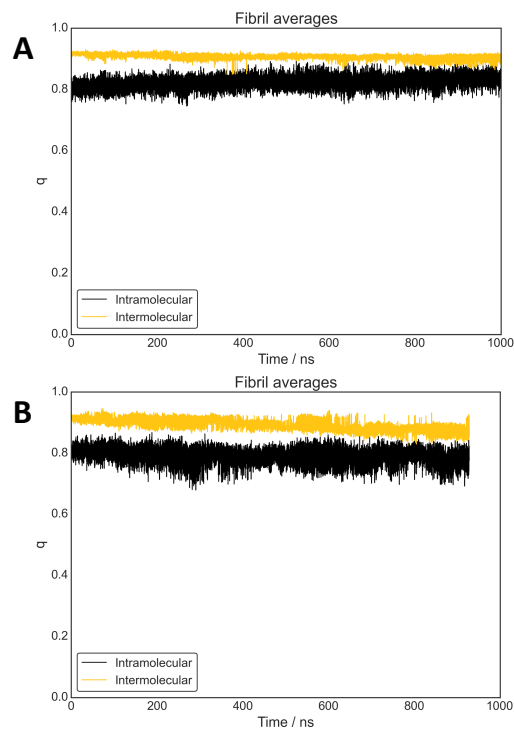 A
Fibril averages
1.0
0.8
0.6
0.4
0.2
0.0
q
Intramolecular
Intermolecular
0 200 400 600 800 1000
Time / ns
B
Fibril averages
1.0
0.8
0.6
0.4
0.2
0.0
q
Intramolecular
Intermolecular
0 200 400 600 800 1000
Time / ns